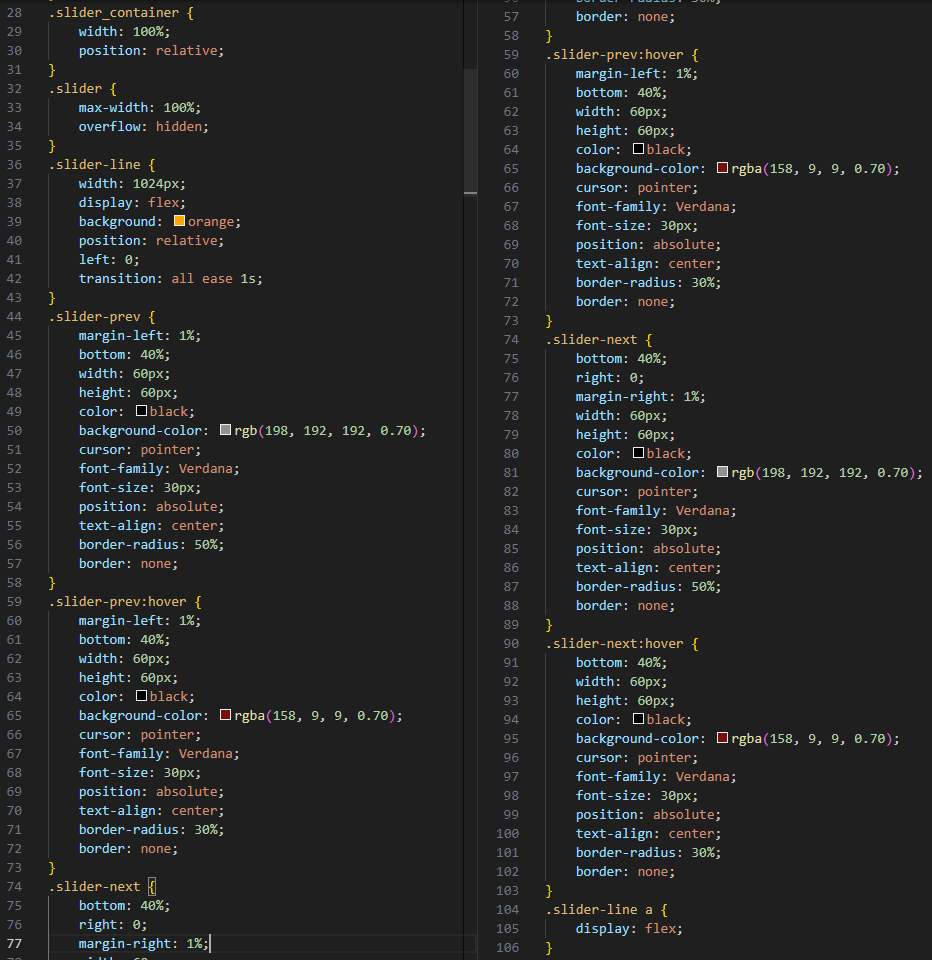 28 .slider_container {
29 width: 100%;
30 position: relative;
31 }
32 .slider {
33 max-width: 100%;
34 overflow: hidden;
35 }
36 .slider-line {
37 width: 1024px;
38 display: flex;
39 background: orange;
40 position: relative;
41 left: 0;
42 transition: all ease 1s;
43 }
44 .slider-prev {
45 margin-left: 1%;
46 bottom: 40%;
47 width: 60px;
48 height: 60px;
49 color: black;
50 background-color: rgb(198, 192, 192, 0.70);
51 cursor: pointer;
52 font-family: Verdana;
53 font-size: 30px;
54 position: absolute;
55 text-align: center;
56 border-radius: 50%;
57 border: none;
58 }
59 .slider-prev:hover {
60 margin-left: 1%;
61 bottom: 40%;
62 width: 60px;
63 height: 60px;
64 color: black;
65 background-color: rgba(158, 9, 9, 0.70);
66 cursor: pointer;
67 font-family: Verdana;
68 font-size: 30px;
69 position: absolute;
70 text-align: center;
71 border-radius: 30%;
72 border: none;
73 }
74 .slider-next {
75 bottom: 40%;
76 right: 0;
77 margin-right: 1%;
57 border: none;
58 }
59 .slider-prev:hover {
60 margin-left: 1%;
61 bottom: 40%;
62 width: 60px;
63 height: 60px;
64 color: black;
65 background-color: rgba(158, 9, 9, 0.70);
66 cursor: pointer;
67 font-family: Verdana;
68 font-size: 30px;
69 position: absolute;
70 text-align: center;
71 border-radius: 30%;
72 border: none;
73 }
74 .slider-next {
75 bottom: 40%;
76 right: 0;
77 margin-right: 1%;
78 width: 60px;
79 height: 60px;
80 color: black;
81 background-color: rgb(198, 192, 192, 0.70);
82 cursor: pointer;
83 font-family: Verdana;
84 font-size: 30px;
85 position: absolute;
86 text-align: center;
87 border-radius: 50%;
88 border: none;
89 }
90 .slider-next:hover {
91 bottom: 40%;
92 width: 60px;
93 height: 60px;
94 color: black;
95 background-color: rgba(158, 9, 9, 0.70);
96 cursor: pointer;
97 font-family: Verdana;
98 font-size: 30px;
99 position: absolute;
100 text-align: center;
101 border-radius: 30%;
102 border: none;
103 }
104 .slider-line a {
105 display: flex;
106 }